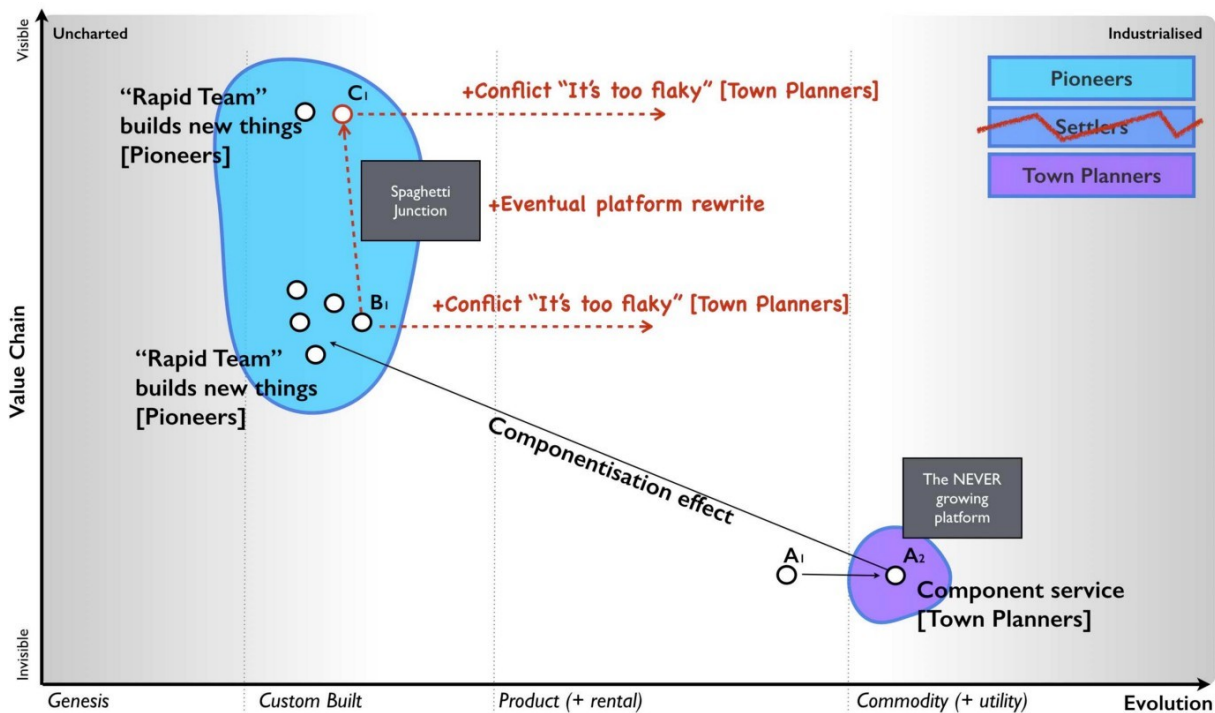 Visible
Uncharted
Industrialised
Pioneers
Settlers
Town Planners
“Rapid Team”
builds new things
[Pioneers]
C1
+Conflict “It’s too flaky” [Town Planners]
Spaghetti
Junction
+Eventual platform rewrite
B1
+Conflict “It’s too flaky” [Town Planners]
“Rapid Team”
builds new things
[Pioneers]
Componentisation effect
The NEVER
growing
platform
A1
A2
Component service
[Town Planners]
Value Chain
Invisible
Genesis
Custom Built
Product (+ rental)
Commodity (+ utility)
Evolution